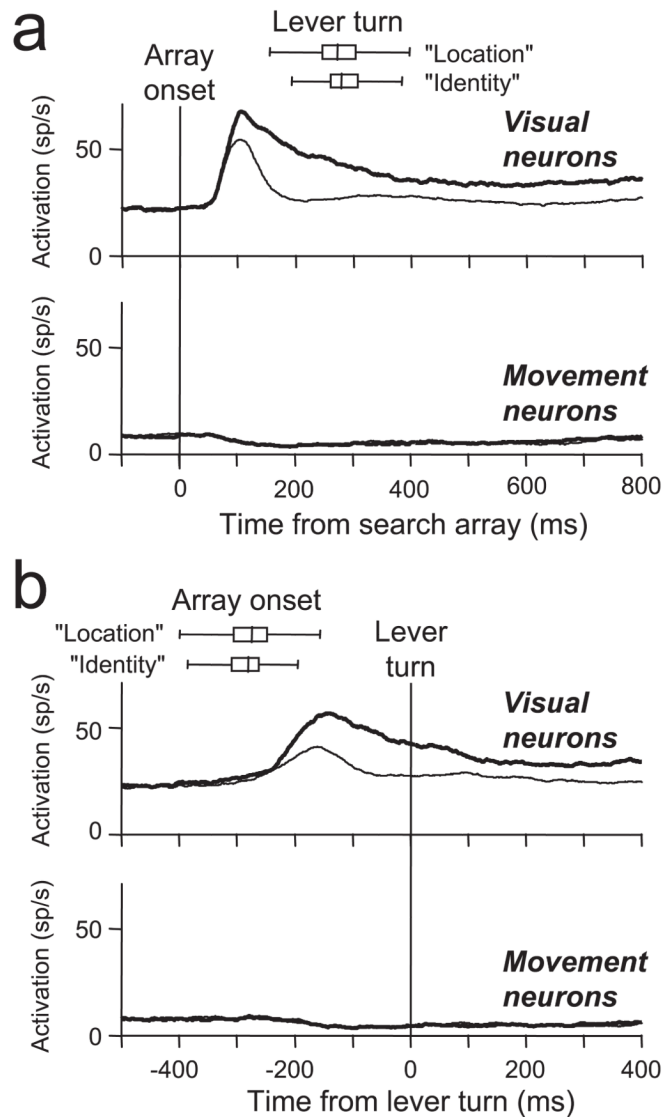 a
Lever turn
Array
onset
"Location"
"Identity"
Activation (sp/s)
50
0
Visual
neurons
Activation (sp/s)
50
0
Movement
neurons
0
200
400
600
800
Time from search array (ms)
b
Array onset
"Location"
"Identity"
Lever
turn
Activation (sp/s)
50
0
Visual
neurons
Activation (sp/s)
50
0
Movement
neurons
-400
-200
0
200
400
Time from lever turn (ms)